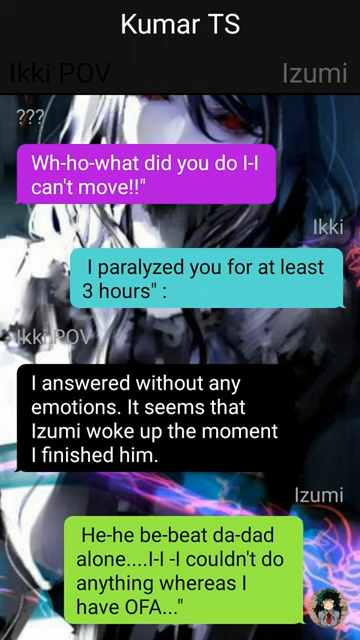 Kumar TS
Ikki POV
Izumi
???
Wh-ho-what did you do I-I
can't move!!"
Ikki
I paralyzed you for at least
3 hours" :
Ikki POV
I answered without any
emotions. It seems that
Izumi woke up the moment
I finished him.
Izumi
He-he be-beat da-dad
alone....I-I -I couldn't do
anything whereas I
have OFA..."